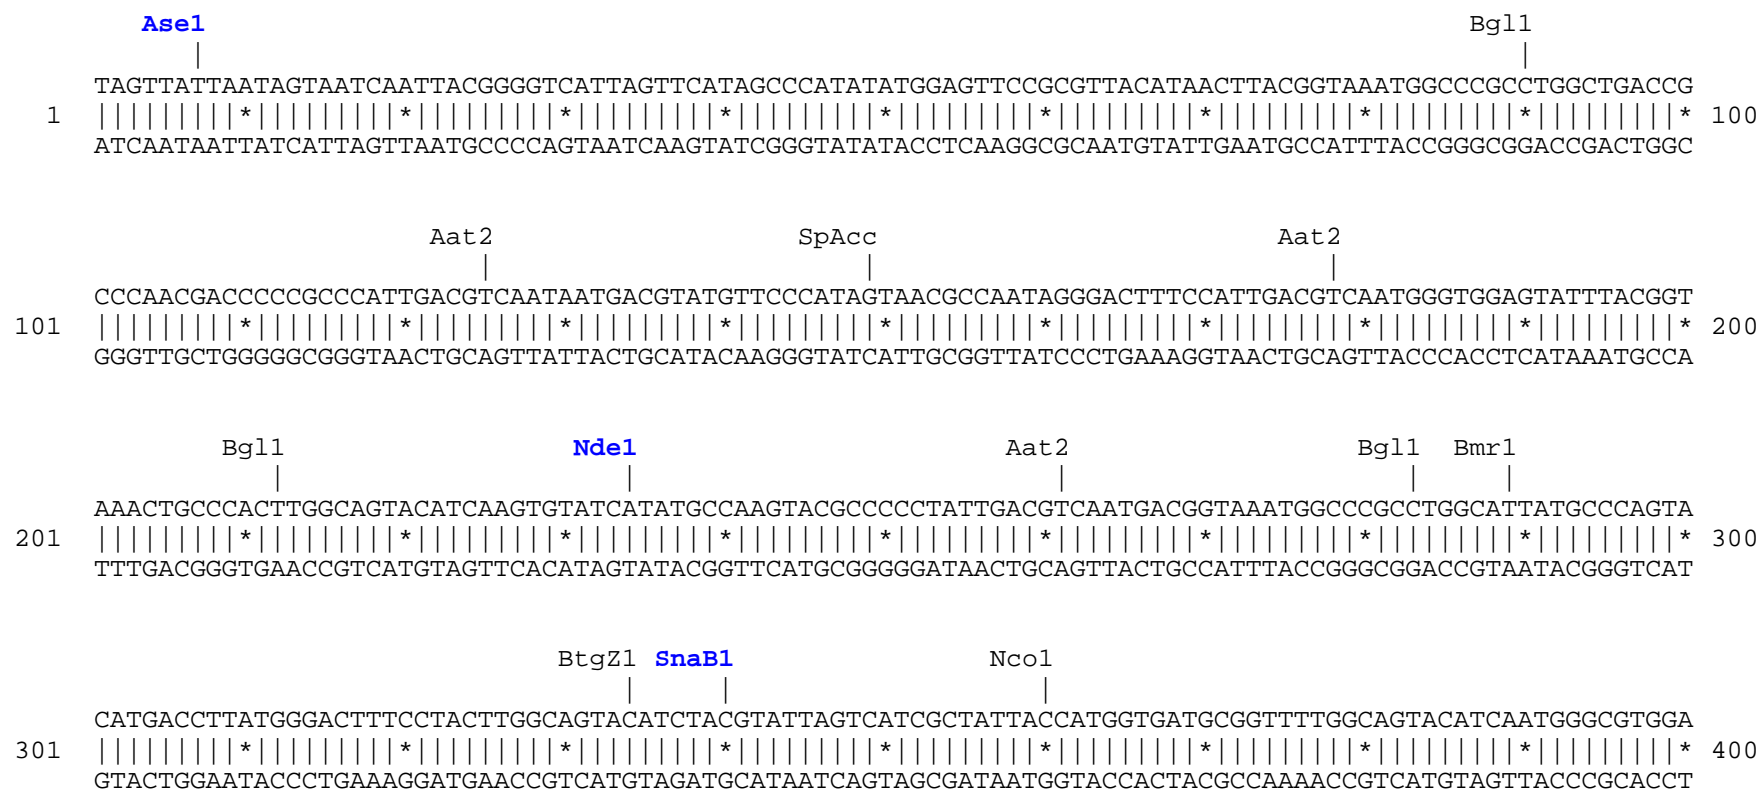 Ase1 Bgl1
| |
TAGTTATTAATAGTAATCAATTACGGGGTCATTAGTTCATAGCCCATATATGGAGTTCCGCGTTACATAACTTACGGTAAATGGCCCGCCTGGCTGACCG
1 |||||||||*|||||||||*|||||||||*|||||||||*|||||||||*|||||||||*|||||||||*|||||||||*|||||||||*|||||||||* 100
ATCAATAATTATCATTAGTTAATGCCCCAGTAATCAAGTATCGGGTATATACCTCAAGGCGCAATGTATTGAATGCCATTTACCGGGCGGACCGACTGGC
Aat2 SpAcc Aat2
| | |
CCCAACGACCCCCGCCCATTGACGTCAATAATGACGTATGTTCCCATAGTAACGCCAATAGGGACTTTCCATTGACGTCAATGGGTGGAGTATTTACGGT
101 |||||||||*|||||||||*|||||||||*|||||||||*|||||||||*|||||||||*|||||||||*|||||||||*|||||||||*|||||||||* 200
GGGTTGCTGGGGGCGGGTAACTGCAGTTATTACTGCATACAAGGGTATCATTGCGGTTATCCCTGAAAGGTAACTGCAGTTACCCACCTCATAAATGCCA
Bgl1 Nde1 Aat2 Bgl1 Bmr1
| | | | |
AAACTGCCCACTTGGCAGTACATCAAGTGTATCATATGCCAAGTACGCCCCCTATTGACGTCAATGACGGTAAATGGCCCGCCTGGCATTATGCCCAGTA
201 |||||||||*|||||||||*|||||||||*|||||||||*|||||||||*|||||||||*|||||||||*|||||||||*|||||||||*|||||||||* 300
TTTGACGGGTGAACCGTCATGTAGTTCACATAGTATACGGTTCATGCGGGGGATAACTGCAGTTACTGCCATTTACCGGGCGGACCGTAATACGGGTCAT
BtgZ1 SnaB1 Nco1
| | |
CATGACCTTATGGGACTTTCCTACTTGGCAGTACATCTACGTATTAGTCATCGCTATTACCATGGTGATGCGGTTTTGGCAGTACATCAATGGGCGTGGA
301 |||||||||*|||||||||*|||||||||*|||||||||*|||||||||*|||||||||*|||||||||*|||||||||*|||||||||*|||||||||* 400
GTACTGGAATACCCTGAAAGGATGAACCGTCATGTAGATGCATAATCAGTAGCGATAATGGTACCACTACGCCAAAACCGTCATGTAGTTACCCGCACCT